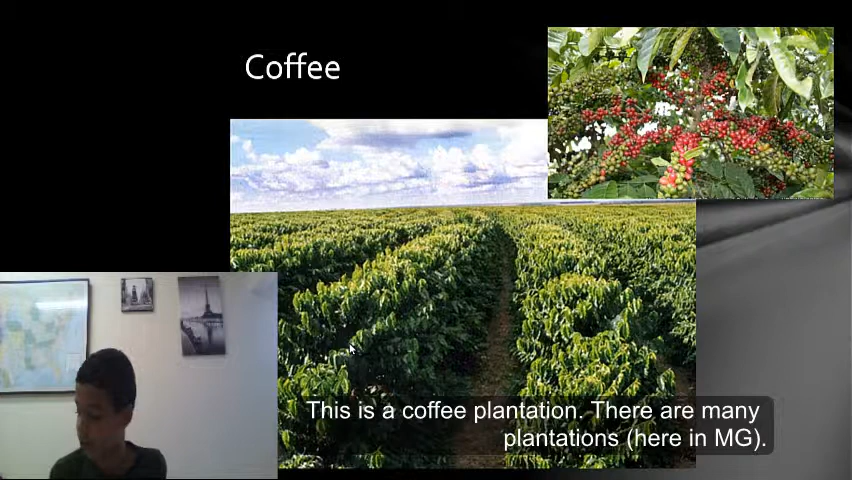 Coffee
This is a coffee plantation. There are many
plantations (here in MG).